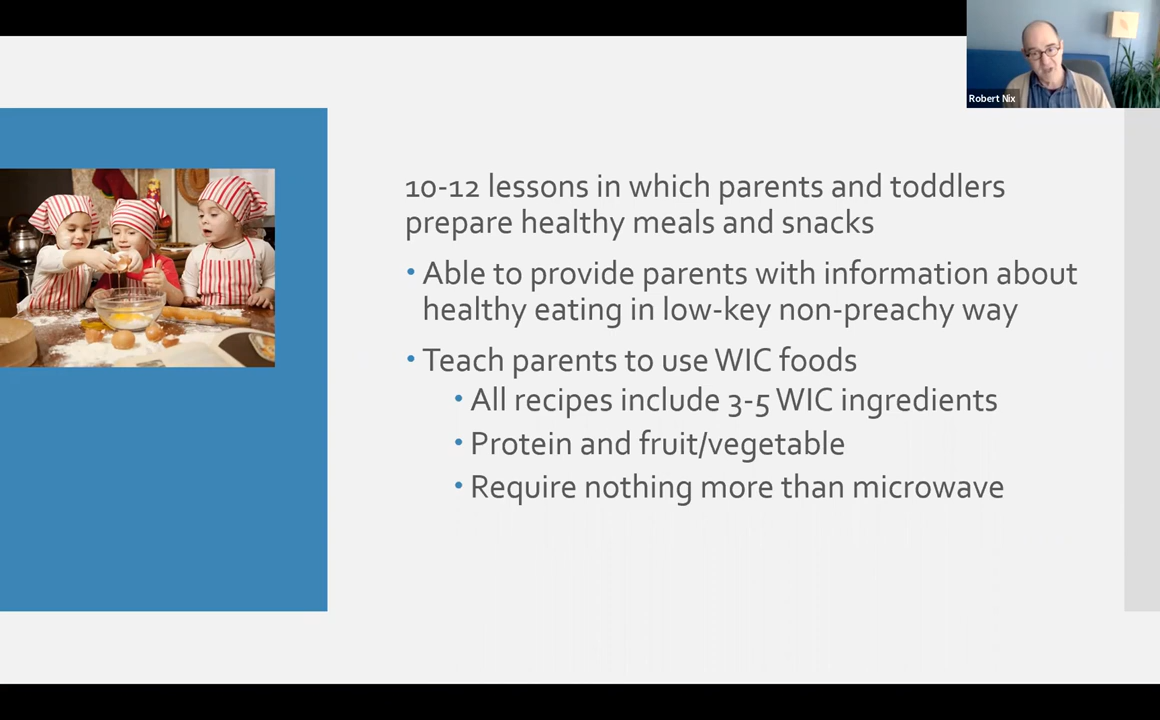 Robert Nix
10-12 lessons in which parents and toddlers
prepare healthy meals and snacks
• Able to provide parents with information about
healthy eating in low-key non-preachy way
• Teach parents to use WIC foods
• All recipes include 3-5 WIC ingredients
• Protein and fruit/vegetable
• Require nothing more than microwave